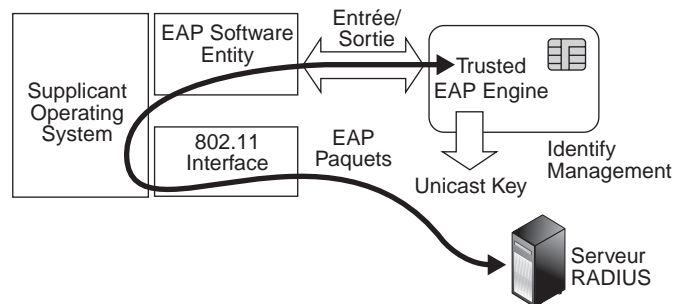 Supplicant
Operating
System
EAP Software
Entity
Entrée/
Sortie
Trusted
EAP Engine
802.11
Interface
EAP
Paquets
Unicast Key
Identify
Management
Serveur
RADIUS